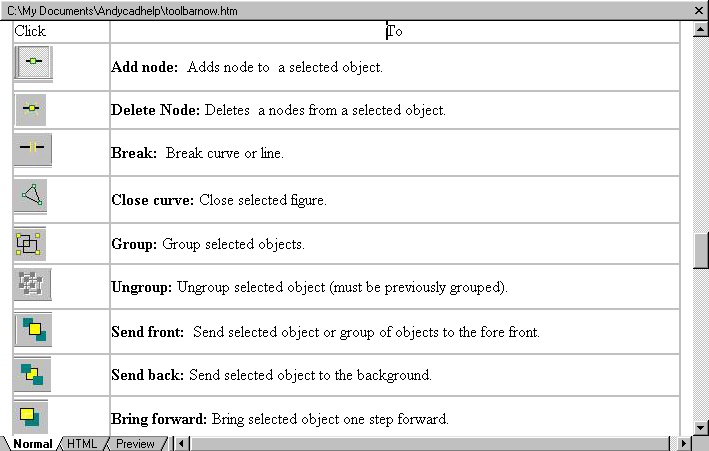 C:\My Documents\Andycadhelp\toolbarnow.htm
Click To
Add node: Adds node to a selected object.
Delete Node: Deletes a nodes from a selected object.
Break: Break curve or line.
Close curve: Close selected figure.
Group: Group selected objects.
Ungroup: Ungroup selected object (must be previously grouped).
Send front: Send selected object or group of objects to the fore front.
Send back: Send selected object to the background.
Bring forward: Bring selected object one step forward.
Normal HTML Preview